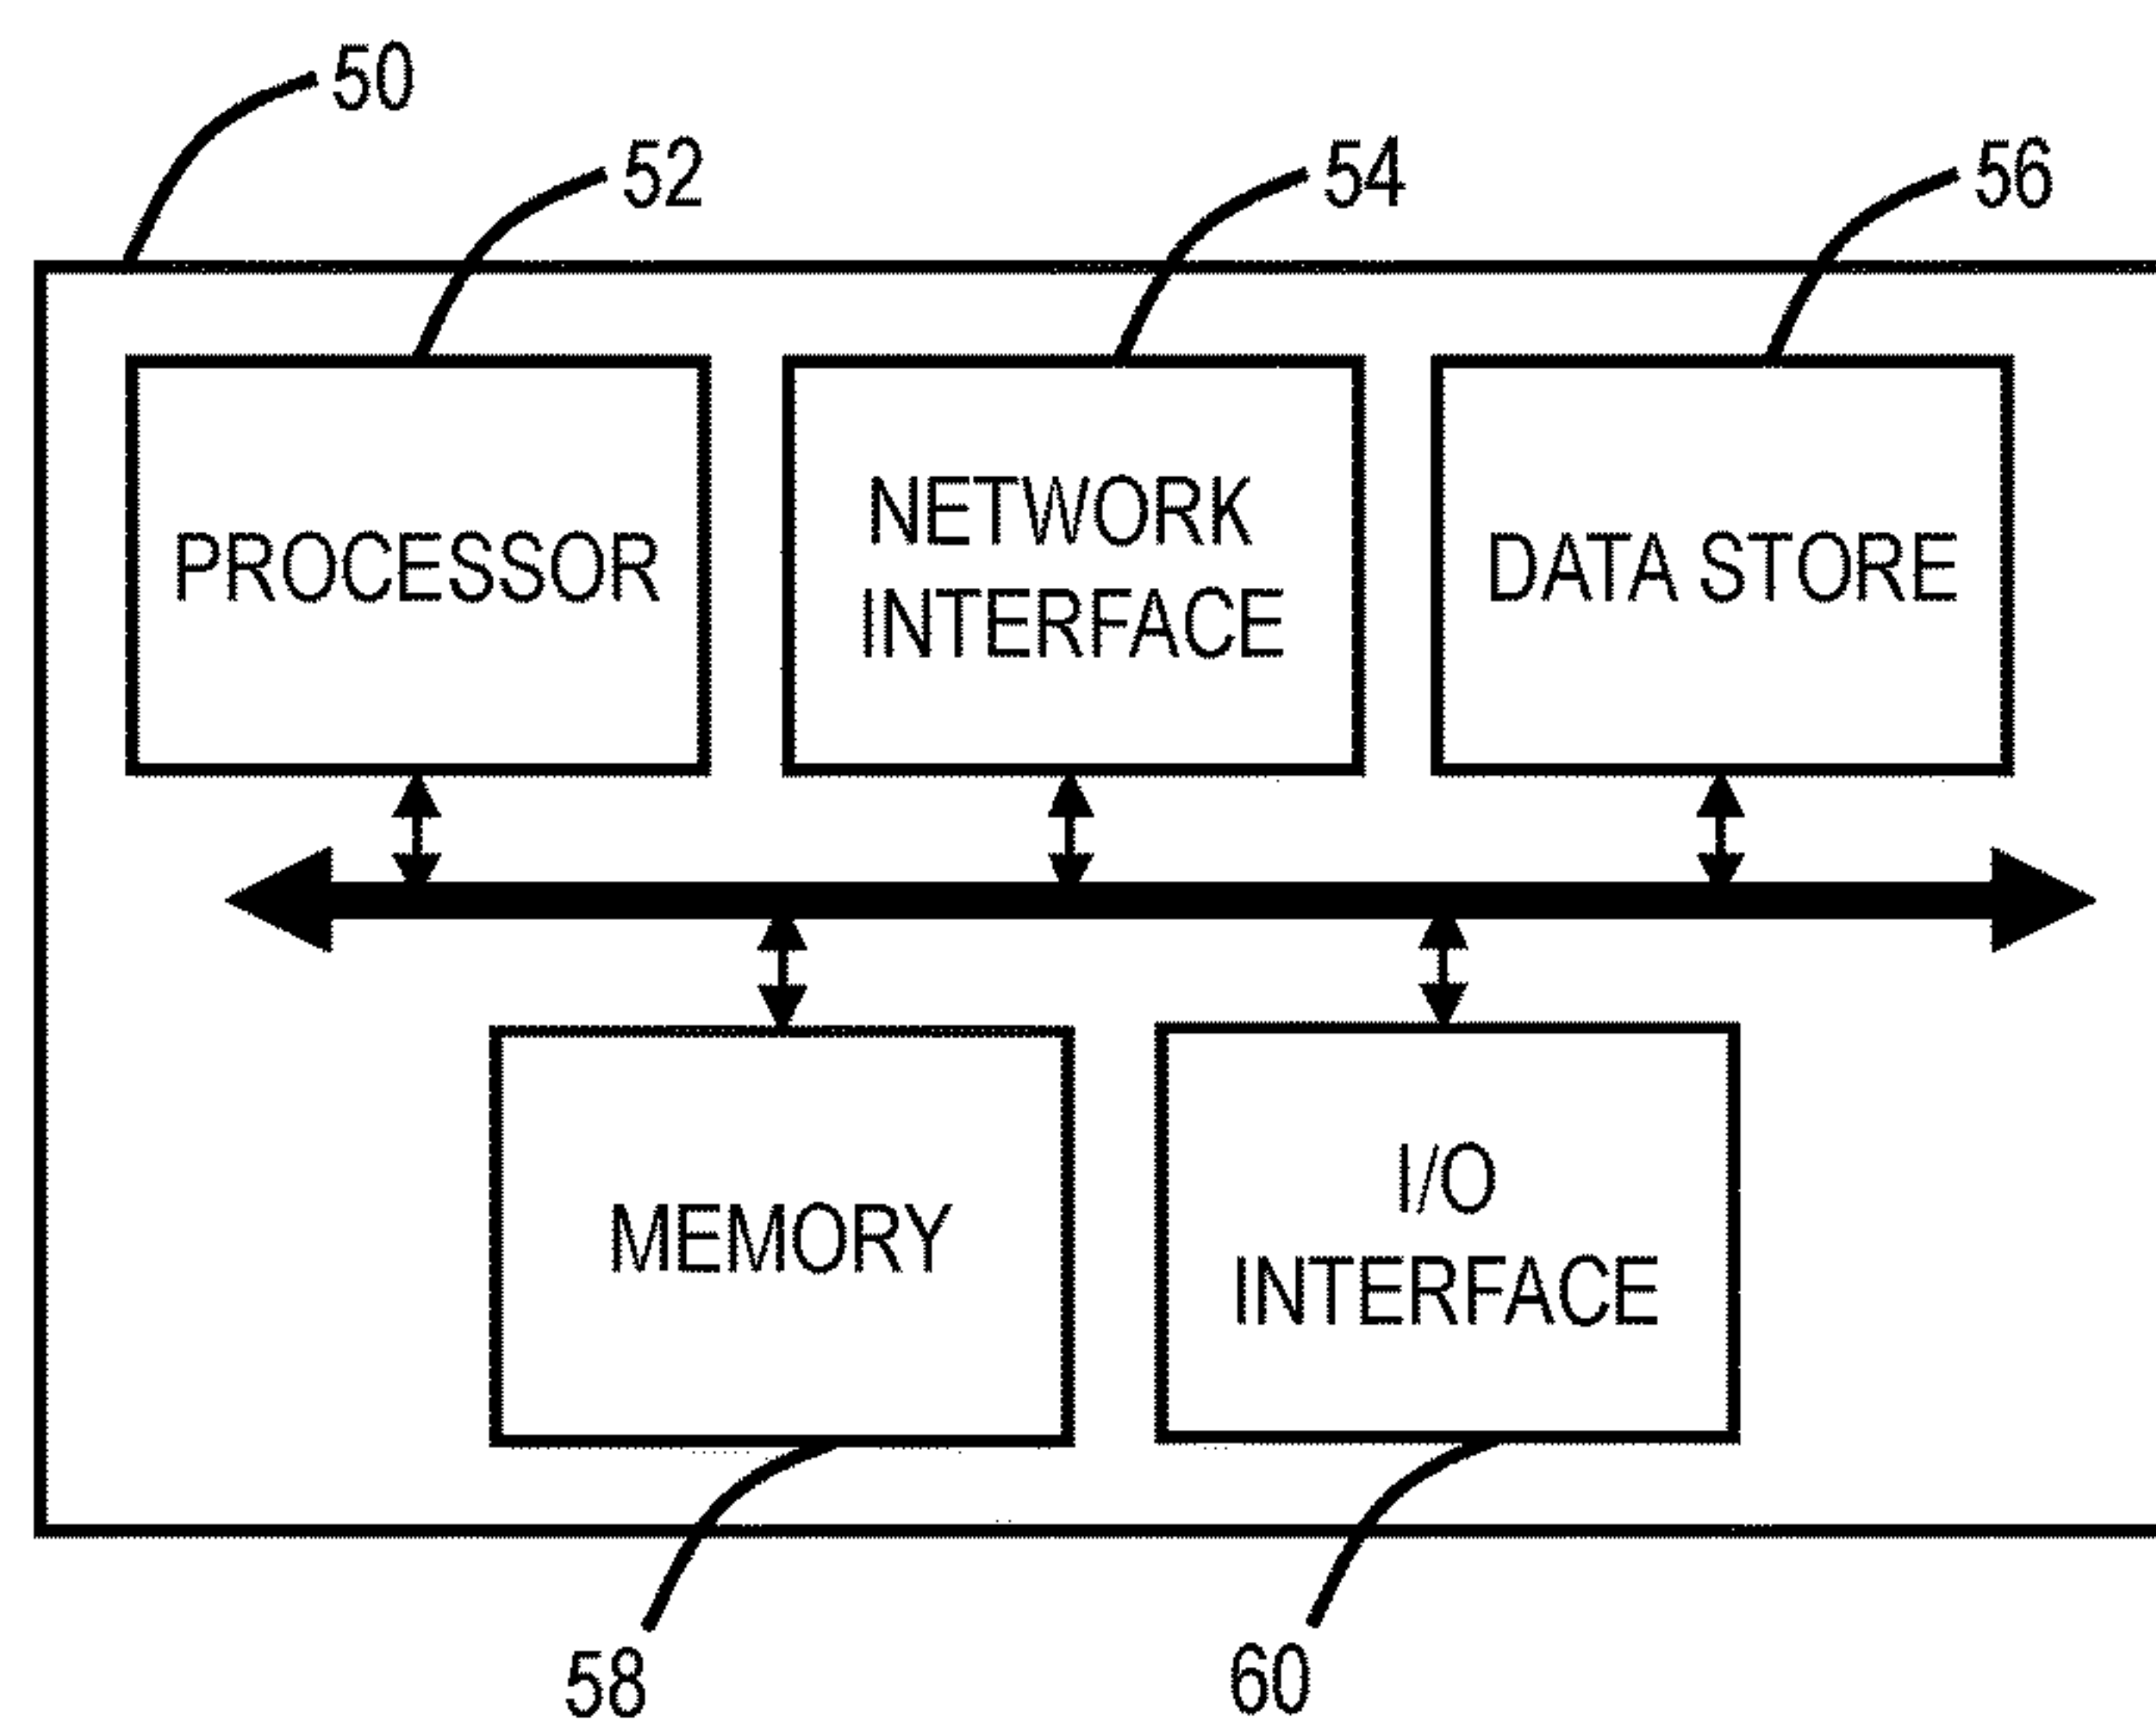 50
52
54
56
PROCESSOR
NETWORK
INTERFACE
DATA STORE
MEMORY
I/O
INTERFACE
58
60